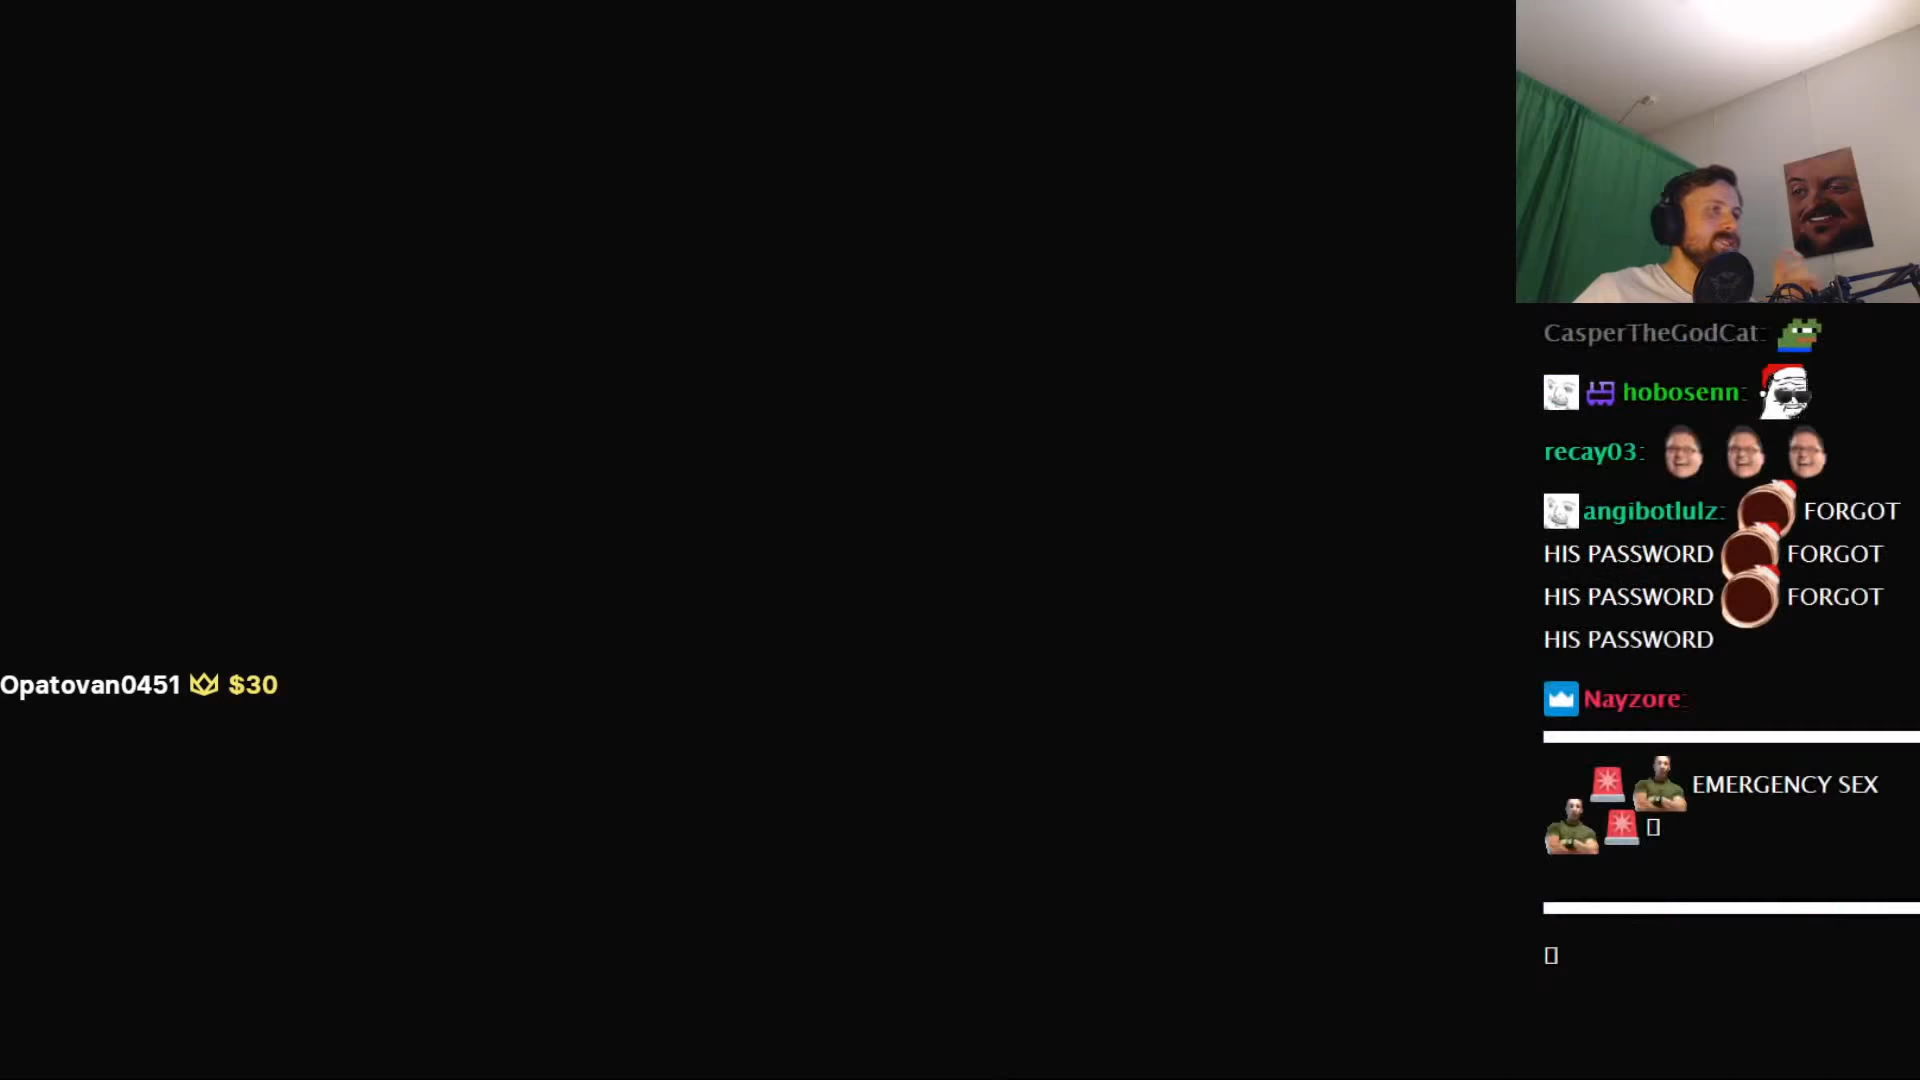 CasperTheGodCat:
hobosenn:
recay03:
angibotlulz: FORGOT
HIS PASSWORD FORGOT
HIS PASSWORD FORGOT
HIS PASSWORD
Opatovan0451 $30
Nayzore:
EMERGENCY SEX